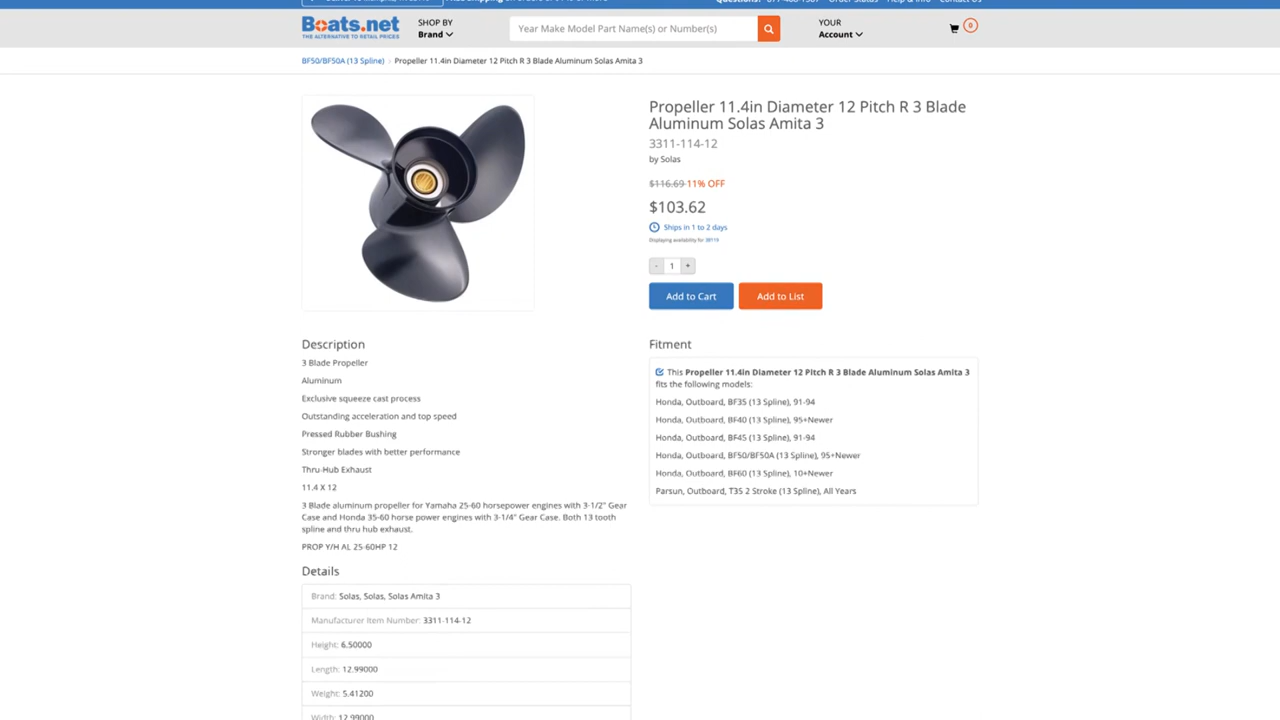 Boats.net
THE ALTERNATIVE TO RETAIL PRICES
SHOP BY
Brand
Year Make Model Part Name(s) or Number(s)
YOUR
Account
0
BF50/BF50A (13 Spline) › Propeller 11.4in Diameter 12 Pitch R 3 Blade Aluminum Solas Amita 3
Propeller 11.4in Diameter 12 Pitch R 3 Blade
Aluminum Solas Amita 3
3311-114-12
by Solas
$116.69 11% OFF
$103.62
Ships in 1 to 2 days
Displaying availability for
- 1 +
Add to Cart
Add to List
Description
3 Blade Propeller
Aluminum
Exclusive squeeze cast process
Outstanding acceleration and top speed
Pressed Rubber Bushing
Stronger blades with better performance
Thru-Hub Exhaust
11.4 X 12
3 Blade aluminum propeller for Yamaha 25-60 horsepower engines with 3-1/2" Gear
Case and Honda 35-60 horse power engines with 3-1/4" Gear Case. Both 13 tooth
spline and thru hub exhaust.
PROP Y/H AL 25-60HP 12
Fitment
This Propeller 11.4in Diameter 12 Pitch R 3 Blade Aluminum Solas Amita 3
fits the following models:
Honda, Outboard, BF35 (13 Spline), 91-94
Honda, Outboard, BF40 (13 Spline), 95+Newer
Honda, Outboard, BF45 (13 Spline), 91-94
Honda, Outboard, BF50/BF50A (13 Spline), 95+Newer
Honda, Outboard, BF60 (13 Spline), 10+Newer
Parsun, Outboard, T35 2 Stroke (13 Spline), All Years
Details
Brand: Solas, Solas, Solas Amita 3
Manufacturer Item Number: 3311-114-12
Height: 6.50000
Length: 12.99000
Weight: 5.41200
Width: 12.99000